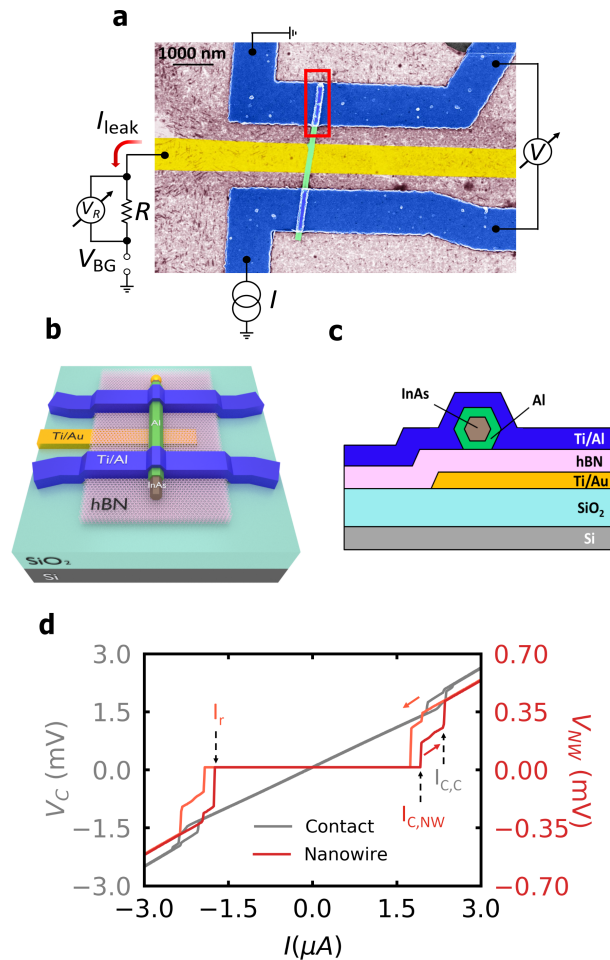 a
1000 nm
I_leak
V_R
R
V_BG
V
I
b
Al
Ti/Au
Ti/Al
InAs
hBN
SiO₂
Si
c
InAs
Al
Ti/Al
hBN
Ti/Au
SiO₂
Si
d
3.0
1.5
0.0
−1.5
−3.0
V_C (mV)
0.70
0.35
0.00
−0.35
−0.70
V_NW (mV)
I_r
I_C,C
I_C,NW
Contact
Nanowire
−3.0 −1.5 0.0 1.5 3.0
I(μA)